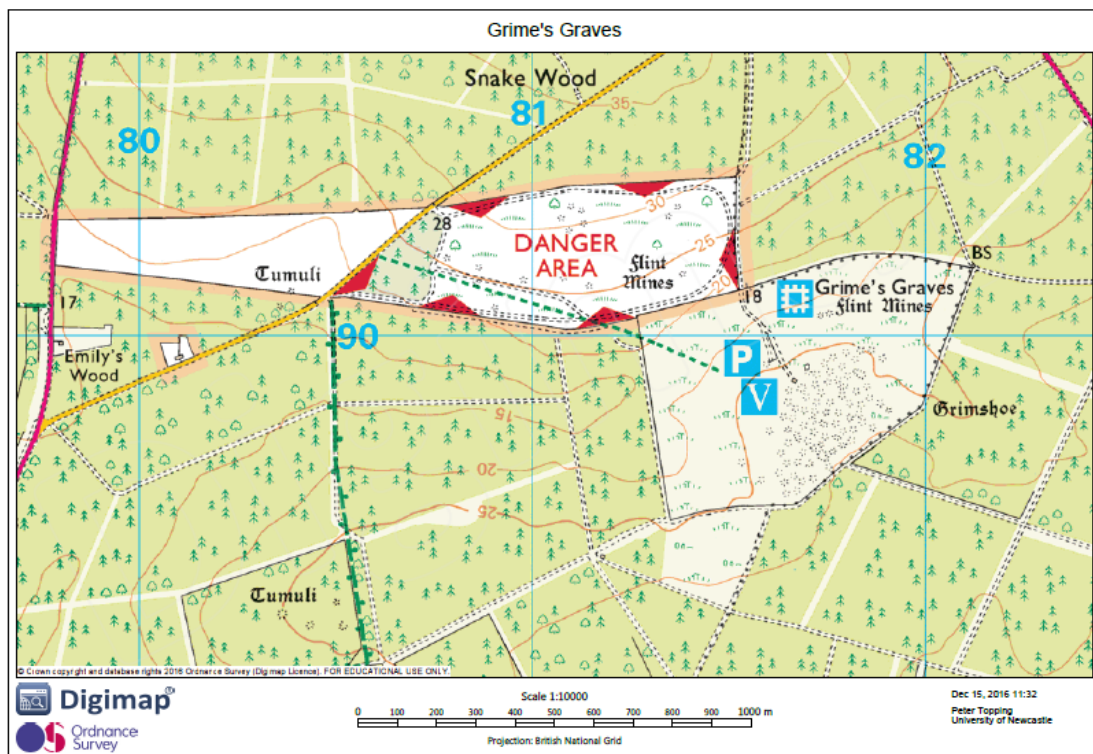 Grime's Graves
Snake Wood
81
35
80
82
28
30
DANGER
AREA
25
Flint
Mines
Tumuli
BS
20
18
Grime's Graves
Flint Mines
17
90
Emily's
Wood
P
V
15
Grimshoe
20
25
Tumuli
© Crown copyright and database rights 2016 Ordnance Survey (Digimap Licence). FOR EDUCATIONAL USE ONLY.
Digimap®
Ordnance
Survey
Scale 1:10000
0 100 200 300 400 500 600 700 800 900 1000 m
Projection: British National Grid
Dec 15, 2016 11:32
Peter Topping
University of Newcastle